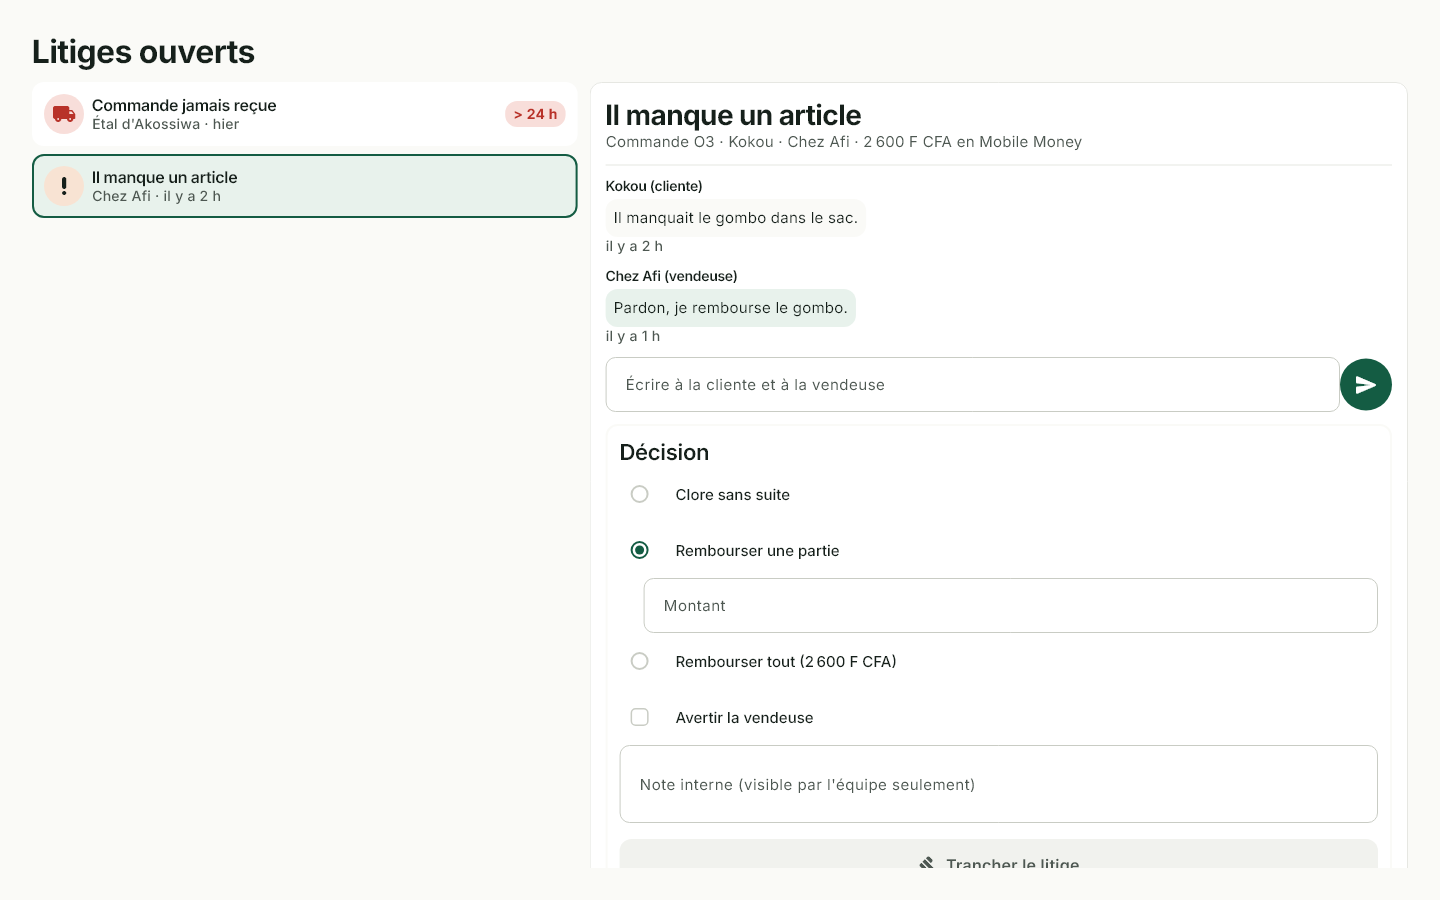 Litiges ouverts
Commande jamais reçue
Étal d'Akossiwa · hier
> 24 h
Il manque un article
Chez Afi · il y a 2 h
Il manque un article
Commande O3 · Kokou · Chez Afi · 2 600 F CFA en Mobile Money
Kokou (cliente)
Il manquait le gombo dans le sac.
il y a 2 h
Chez Afi (vendeuse)
Pardon, je rembourse le gombo.
il y a 1 h
Écrire à la cliente et à la vendeuse
Décision
Clore sans suite
Rembourser une partie
Montant
Rembourser tout (2 600 F CFA)
Avertir la vendeuse
Note interne (visible par l'équipe seulement)
Trancher le litige